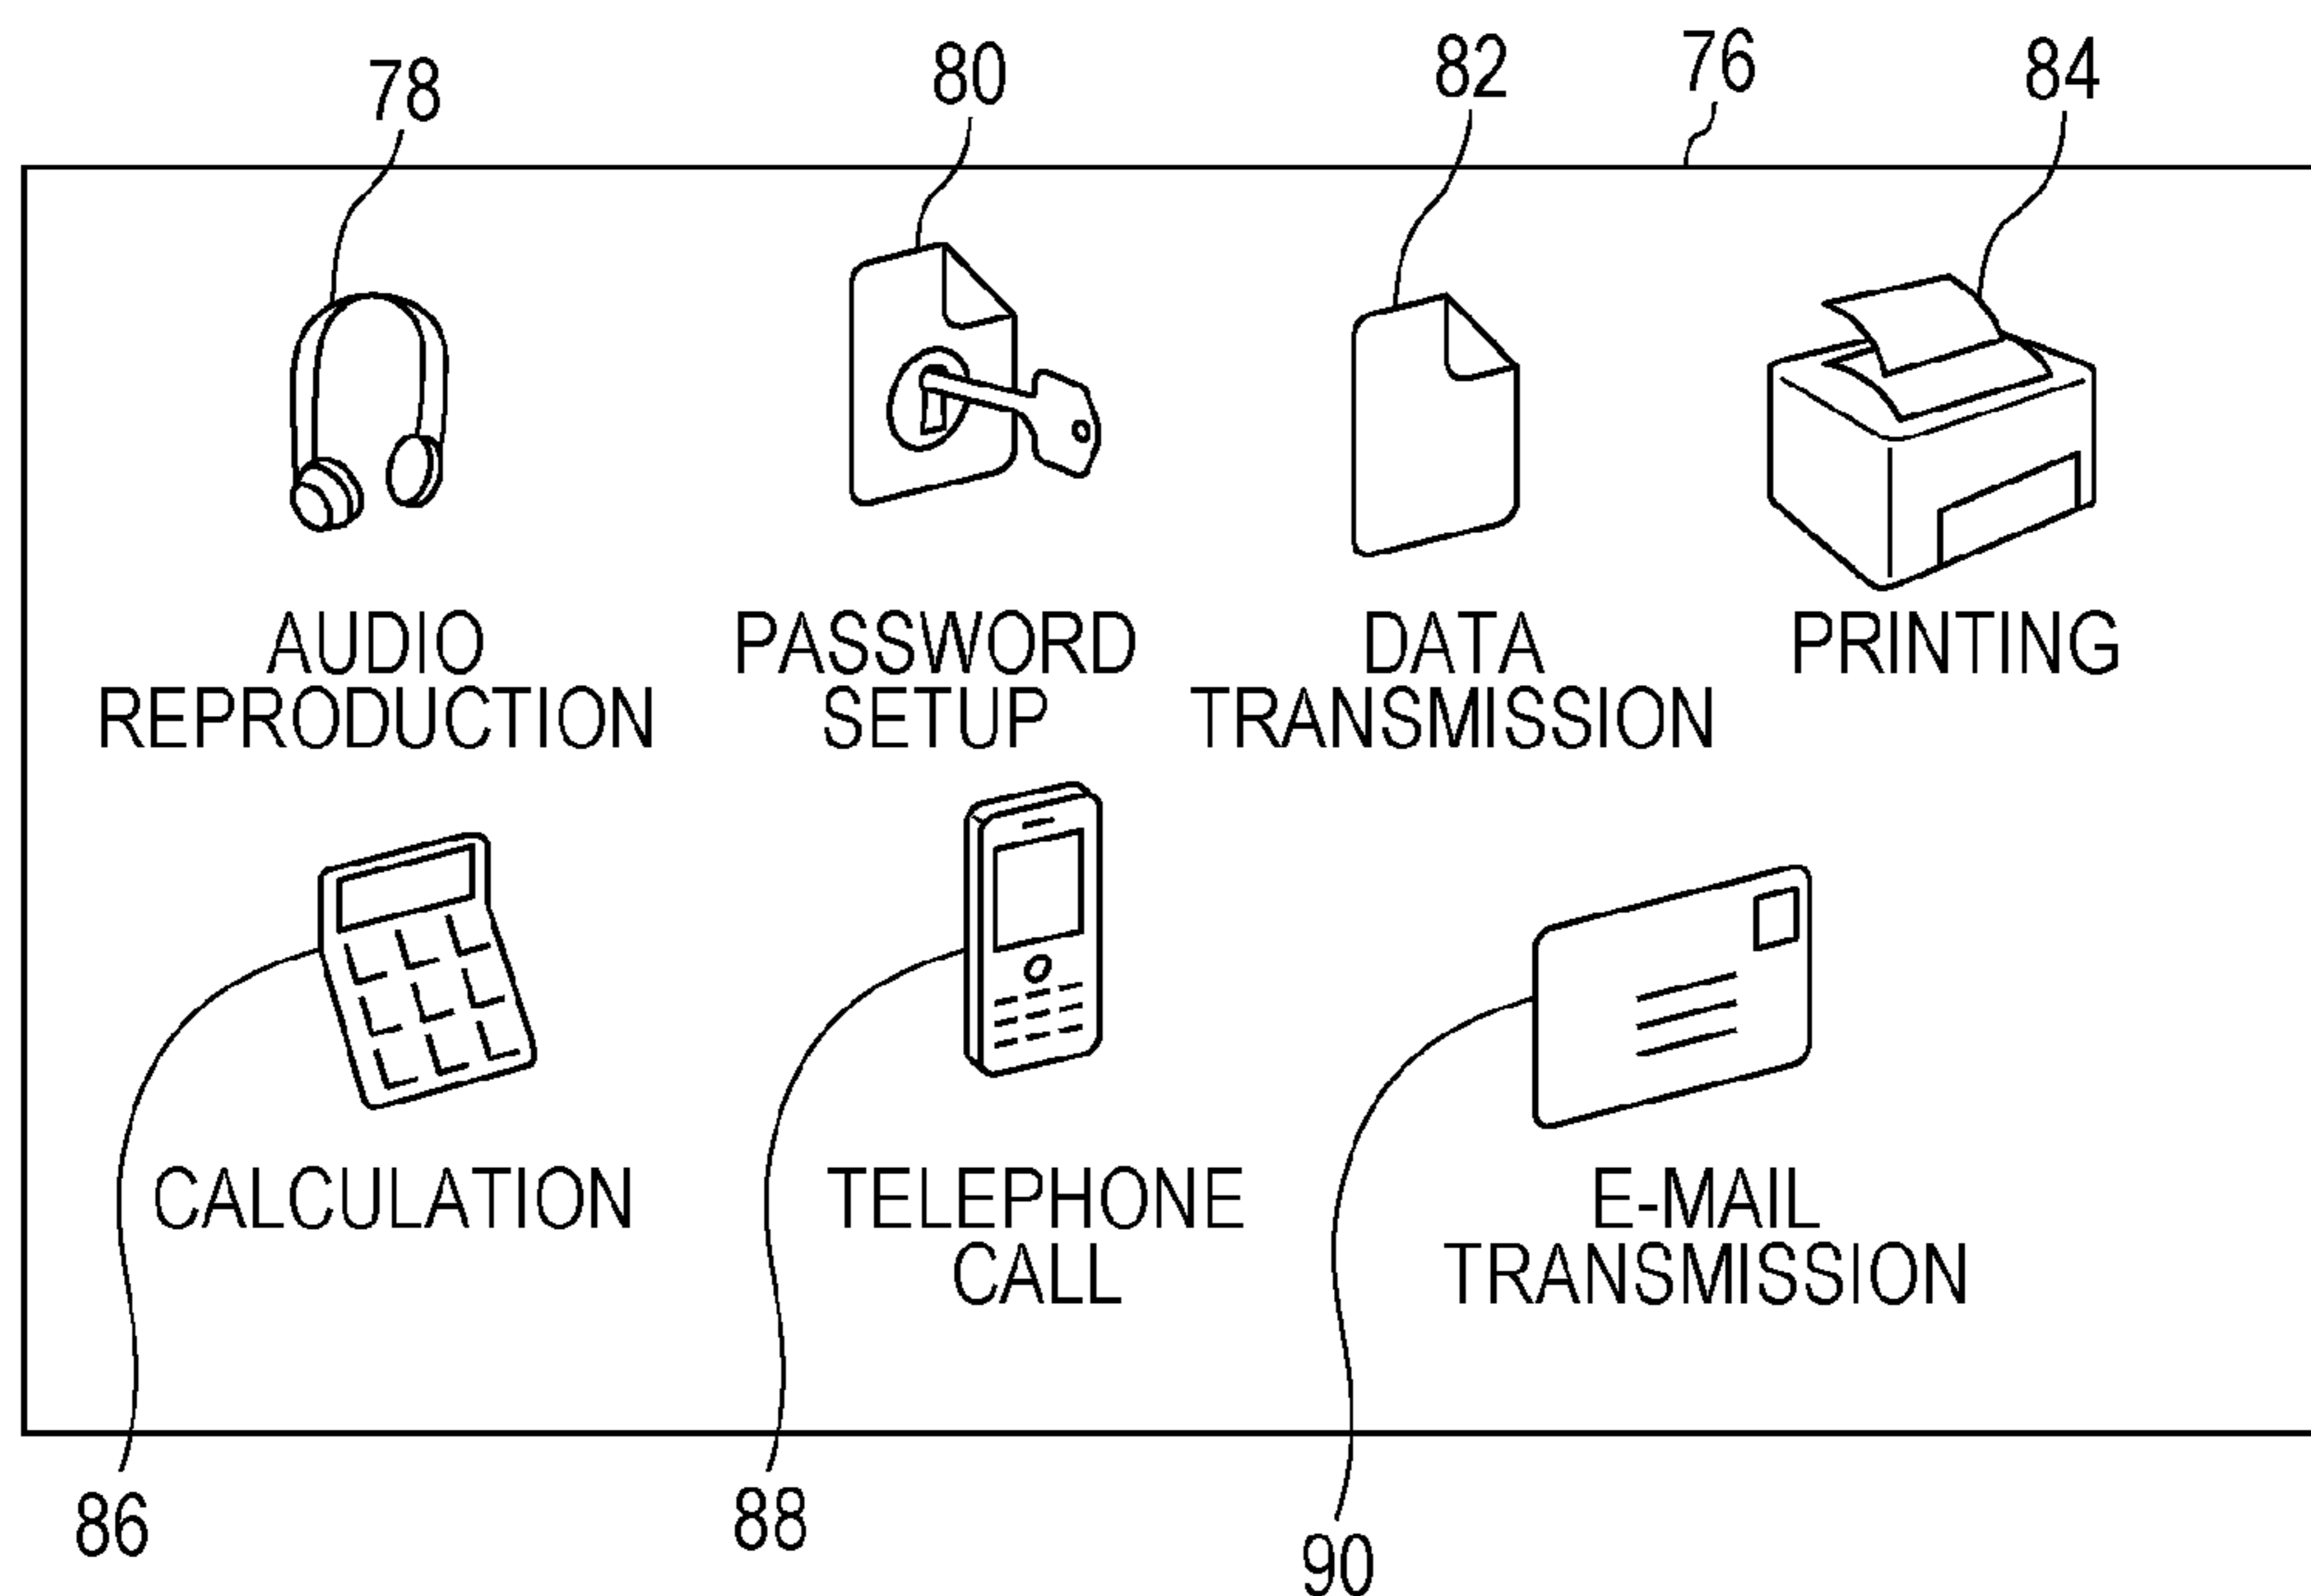 78
80
82
76
84
AUDIO
REPRODUCTION
PASSWORD
SETUP
DATA
TRANSMISSION
PRINTING
CALCULATION
TELEPHONE
CALL
E-MAIL
TRANSMISSION
86
88
90